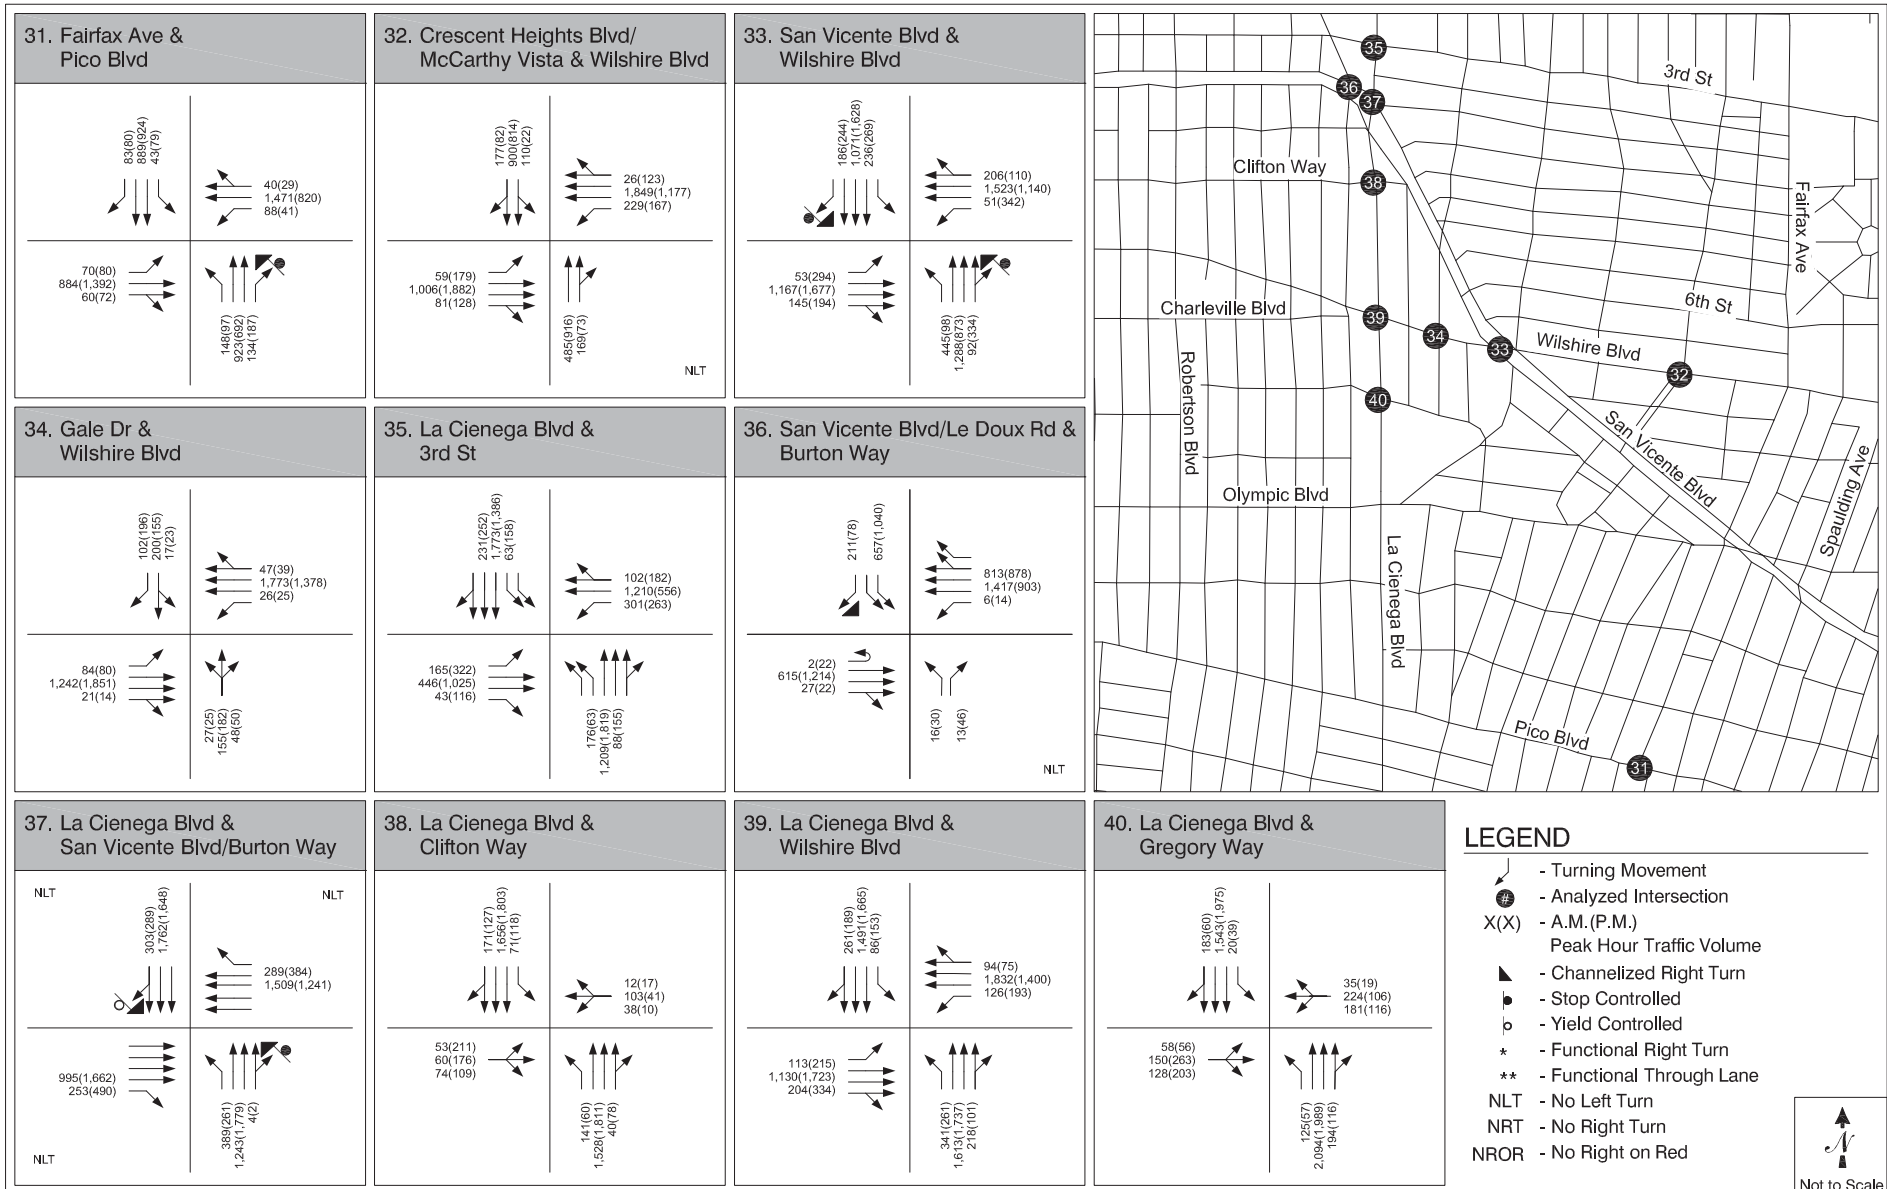 31. Fairfax Ave &
Pico Blvd
83(80)
889(924)
43(79)
40(29)
1,471(820)
88(41)
70(80)
884(1,392)
60(72)
148(97)
923(692)
134(187)
32. Crescent Heights Blvd/
McCarthy Vista & Wilshire Blvd
177(82)
900(814)
110(22)
26(123)
1,849(1,177)
229(167)
59(179)
1,006(1,882)
81(128)
485(916)
169(73)
NLT
33. San Vicente Blvd &
Wilshire Blvd
186(244)
1,071(1,628)
236(269)
206(110)
1,523(1,140)
51(342)
53(294)
1,167(1,677)
145(194)
445(98)
1,288(873)
92(334)
34. Gale Dr &
Wilshire Blvd
102(196)
200(155)
17(23)
47(39)
1,773(1,378)
26(25)
84(80)
1,242(1,851)
21(14)
27(25)
155(182)
48(50)
35. La Cienega Blvd &
3rd St
231(252)
1,773(1,386)
63(158)
102(182)
1,210(556)
301(263)
165(322)
446(1,025)
43(116)
176(63)
1,209(1,819)
88(155)
36. San Vicente Blvd/Le Doux Rd &
Burton Way
211(78)
657(1,040)
813(878)
1,417(903)
6(14)
2(22)
615(1,214)
27(22)
16(30)
13(46)
NLT
37. La Cienega Blvd &
San Vicente Blvd/Burton Way
NLT
NLT
303(289)
1,762(1,648)
289(384)
1,509(1,241)
995(1,662)
253(490)
389(261)
1,243(1,779)
4(2)
NLT
38. La Cienega Blvd &
Clifton Way
171(127)
1,656(1,803)
71(118)
12(17)
103(41)
38(10)
53(211)
60(176)
74(109)
141(60)
1,528(1,811)
40(78)
39. La Cienega Blvd &
Wilshire Blvd
261(189)
1,491(1,665)
86(153)
94(75)
1,832(1,400)
126(193)
113(215)
1,130(1,723)
204(334)
341(261)
1,613(1,737)
218(101)
40. La Cienega Blvd &
Gregory Way
183(60)
1,543(1,975)
20(39)
35(19)
224(106)
181(116)
58(56)
150(263)
128(203)
125(57)
2,094(1,989)
194(116)
35
36
37
38
39
34
33
32
40
31
3rd St
Clifton Way
Fairfax Ave
Charleville Blvd
6th St
Wilshire Blvd
Robertson Blvd
San Vicente Blvd
Olympic Blvd
Spaulding Ave
La Cienega Blvd
Pico Blvd
LEGEND
- Turning Movement
# - Analyzed Intersection
X(X) - A.M.(P.M.)
Peak Hour Traffic Volume
- Channelized Right Turn
- Stop Controlled
- Yield Controlled
* - Functional Right Turn
** - Functional Through Lane
NLT - No Left Turn
NRT - No Right Turn
NROR - No Right on Red
N
Not to Scale